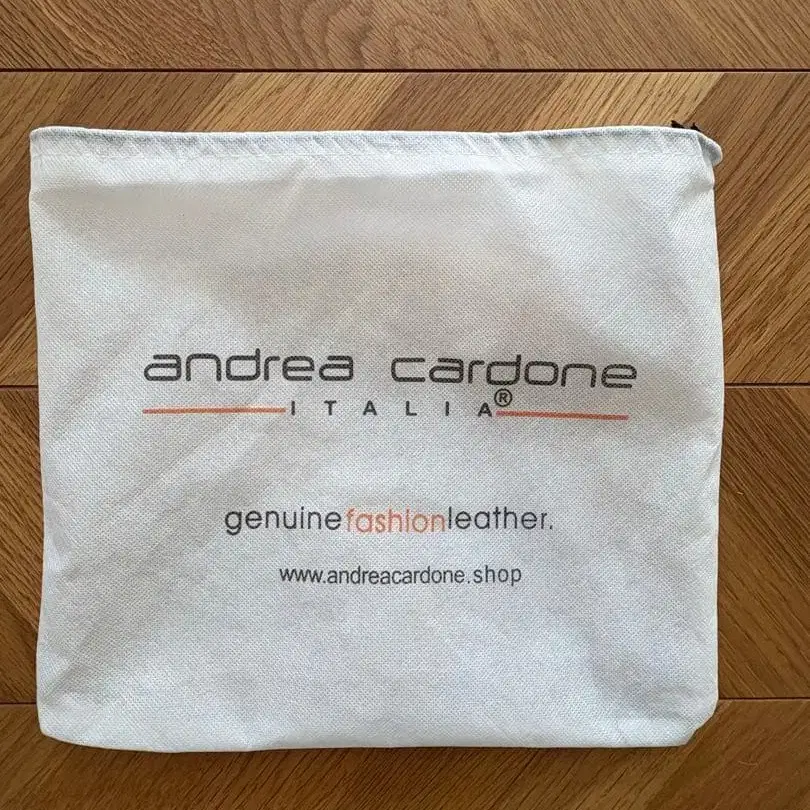 andrea cardone
ITALIA®
genuinefashionleather.
www.andreacardone.shop